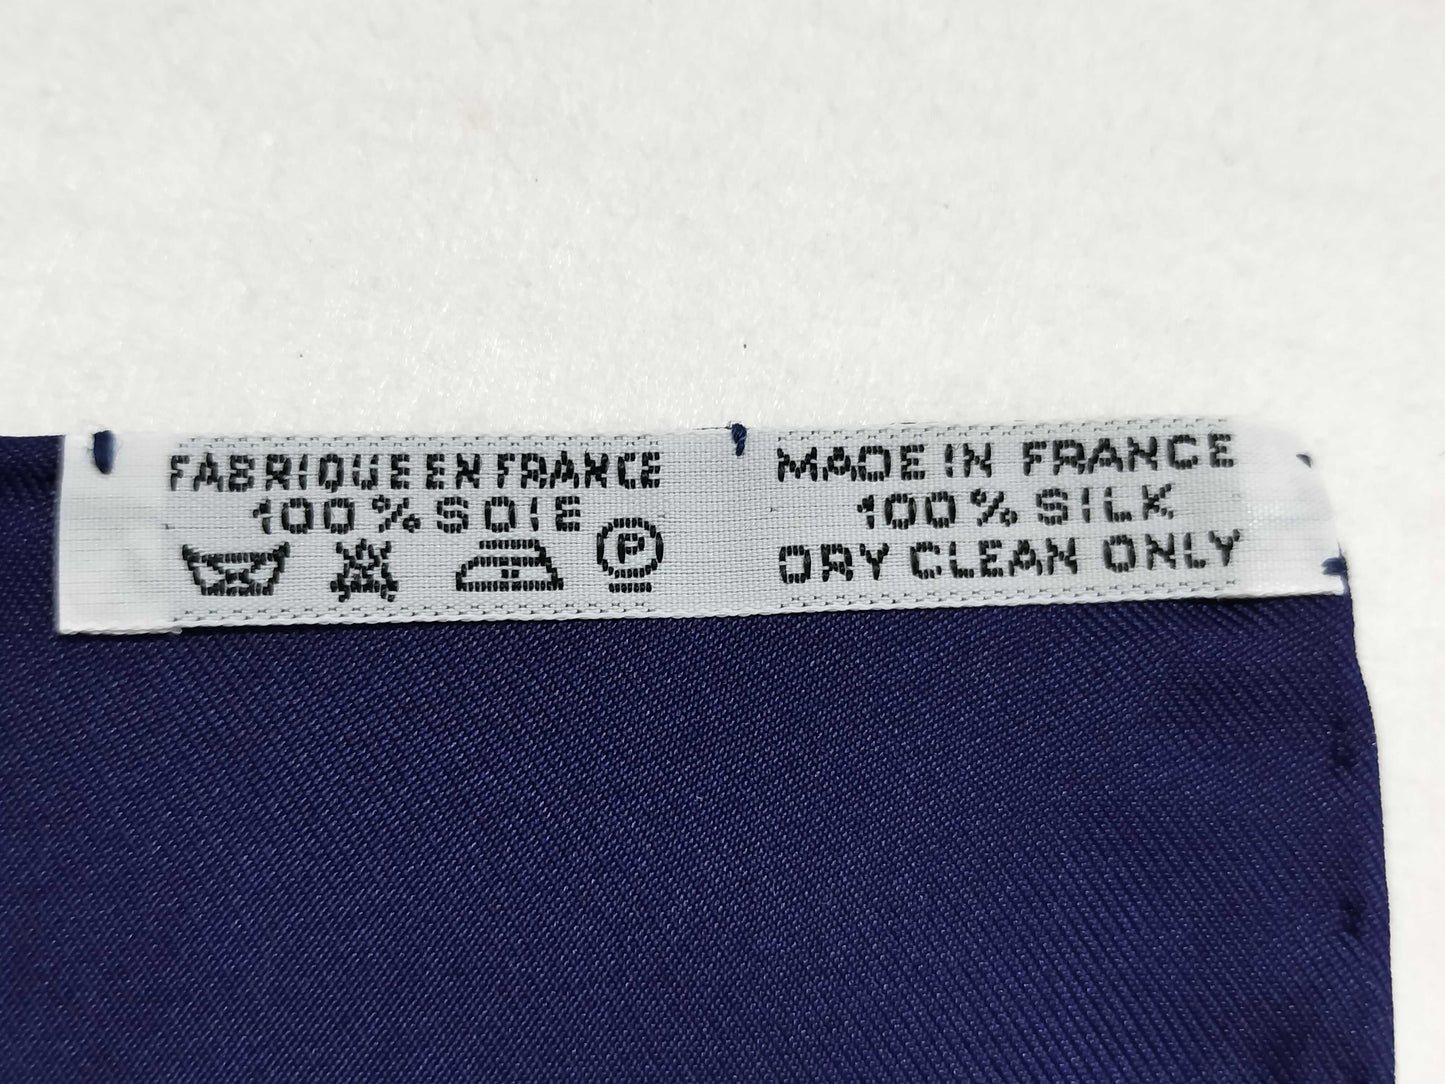 FABRIQUE EN FRANCE
100% SOIE
P
MADE IN FRANCE
100% SILK
DRY CLEAN ONLY